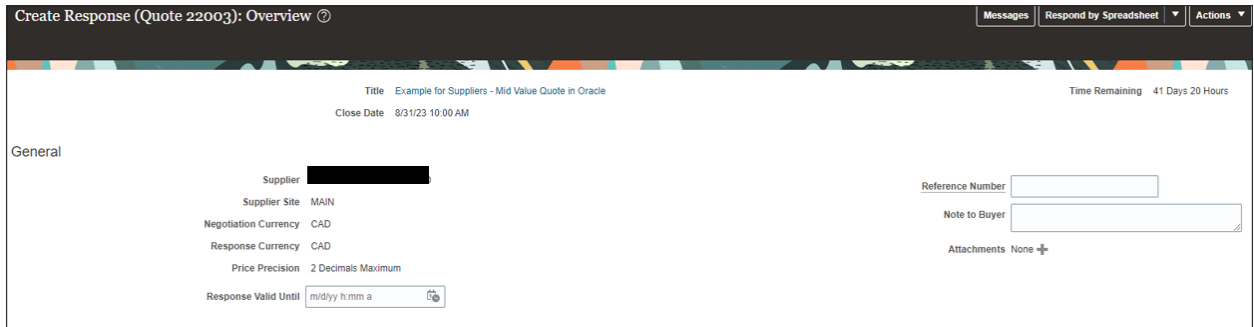 Create Response (Quote 22003): Overview
Messages Respond by Spreadsheet Actions
Title Example for Suppliers - Mid Value Quote in Oracle Time Remaining 41 Days 20 Hours
Close Date 8/31/23 10:00 AM
General
Supplier
Reference Number
Supplier Site MAIN
Note to Buyer
Negotiation Currency CAD
Response Currency CAD
Attachments None
Price Precision 2 Decimals Maximum
Response Valid Until m/d/yy h:mm a